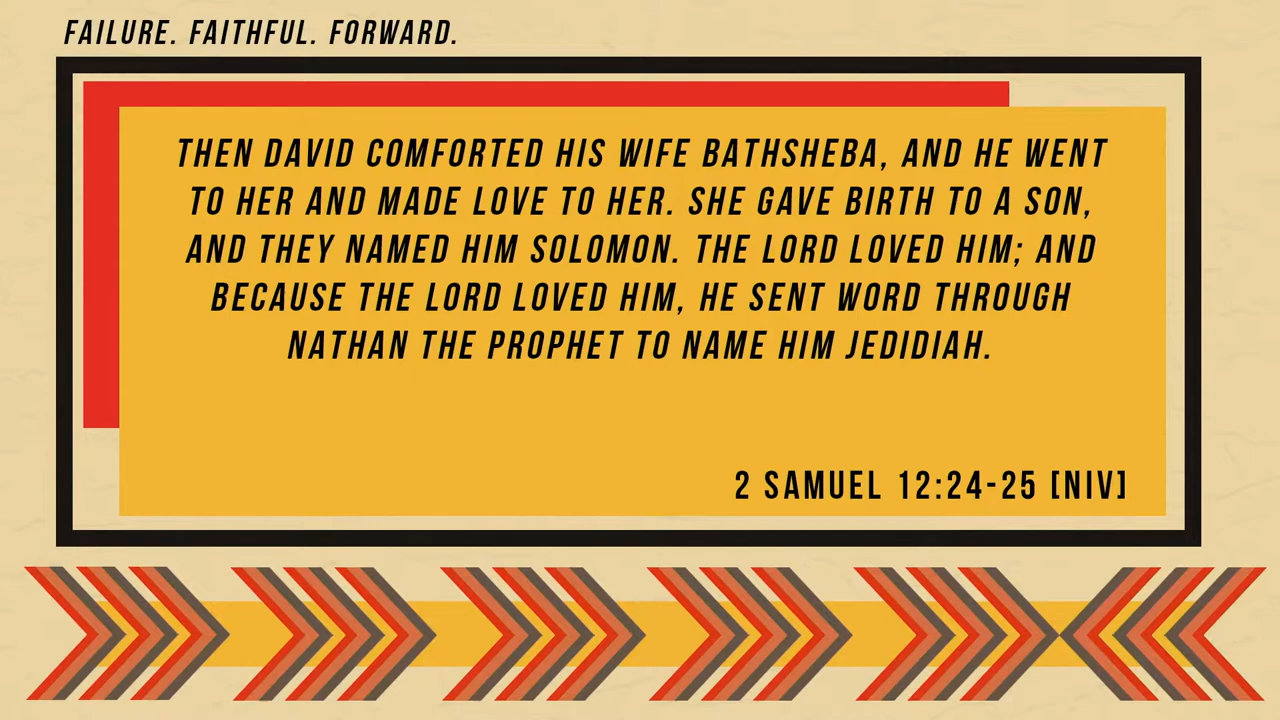 FAILURE. FAITHFUL. FORWARD.
THEN DAVID COMFORTED HIS WIFE BATHSHEBA, AND HE WENT
TO HER AND MADE LOVE TO HER. SHE GAVE BIRTH TO A SON,
AND THEY NAMED HIM SOLOMON. THE LORD LOVED HIM; AND
BECAUSE THE LORD LOVED HIM, HE SENT WORD THROUGH
NATHAN THE PROPHET TO NAME HIM JEDIDIAH.
2 SAMUEL 12:24-25 [NIV]